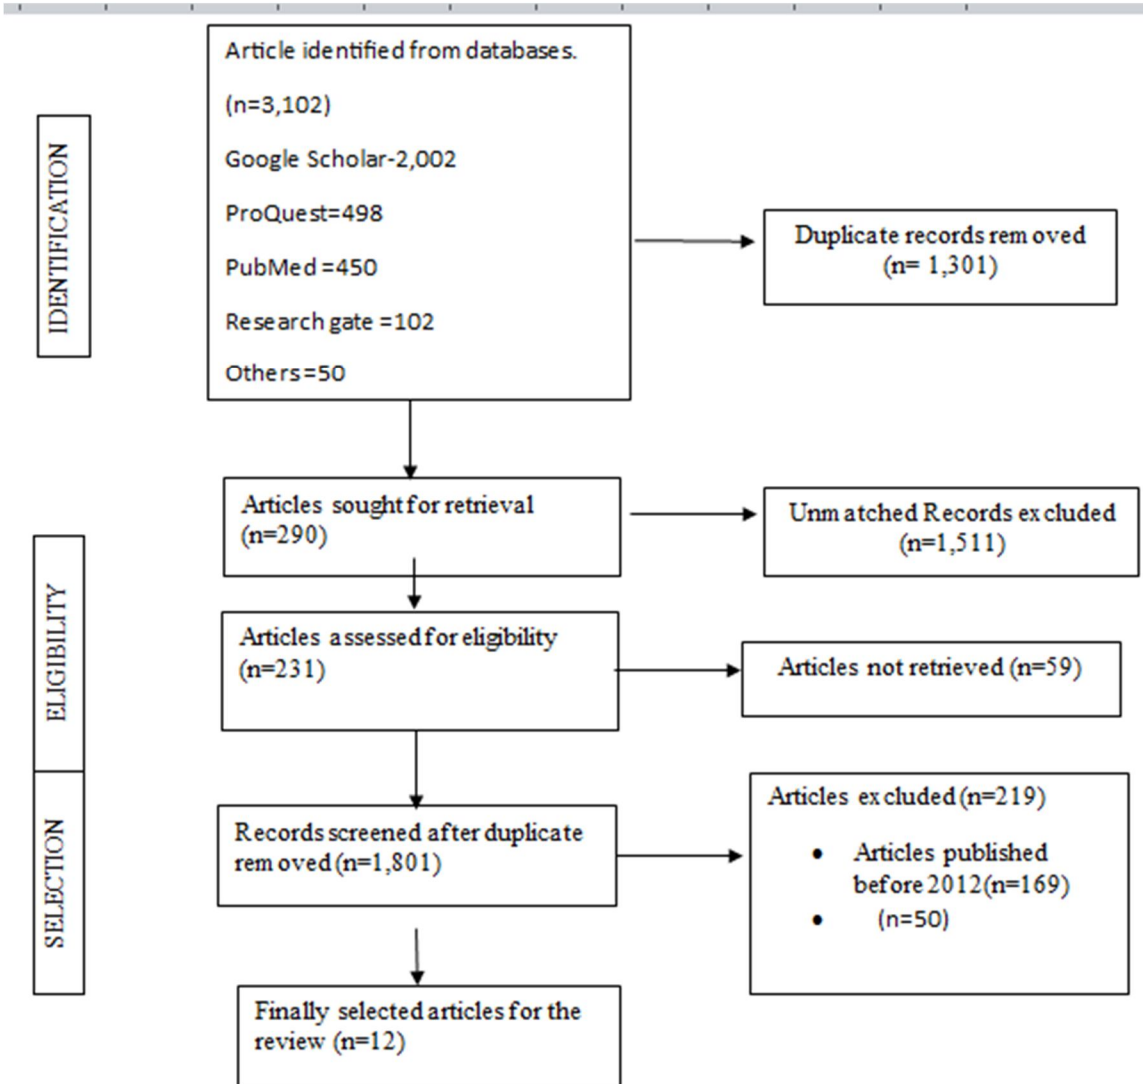 Article identified from databases.
(n=3,102)
Google Scholar-2,002
ProQuest=498
PubMed =450
Research gate =102
Others=50
IDENTIFICATION
Duplicate records removed
(n= 1,301)
Articles sought for retrieval
(n=290)
Unmatched Records excluded
(n=1,511)
ELIGIBILITY
Articles assessed for eligibility
(n=231)
Articles not retrieved (n=59)
SELECTION
Records screened after duplicate
removed (n=1,801)
Articles excluded (n=219)
• Articles published
before 2012(n=169)
• (n=50)
Finally selected articles for the
review (n=12)